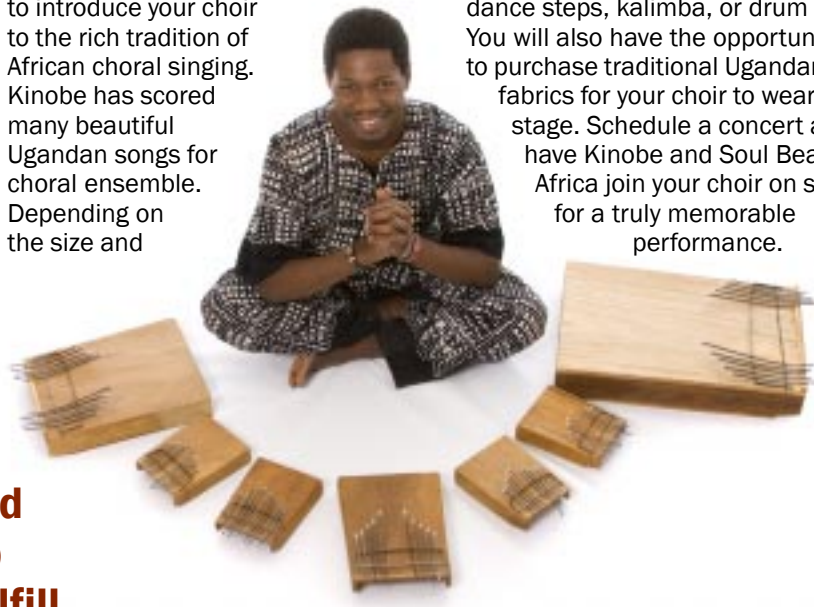 to introduce your choir
to the rich tradition of
African choral singing.
Kinobe has scored
many beautiful
Ugandan songs for
choral ensemble.
Depending on
the size and
dance steps, kalimba, or drum
You will also have the opportun
to purchase traditional Ugandan
fabrics for your choir to wear
stage. Schedule a concert a
have Kinobe and Soul Bea
Africa join your choir on s
for a truly memorable
performance.
d
lfill